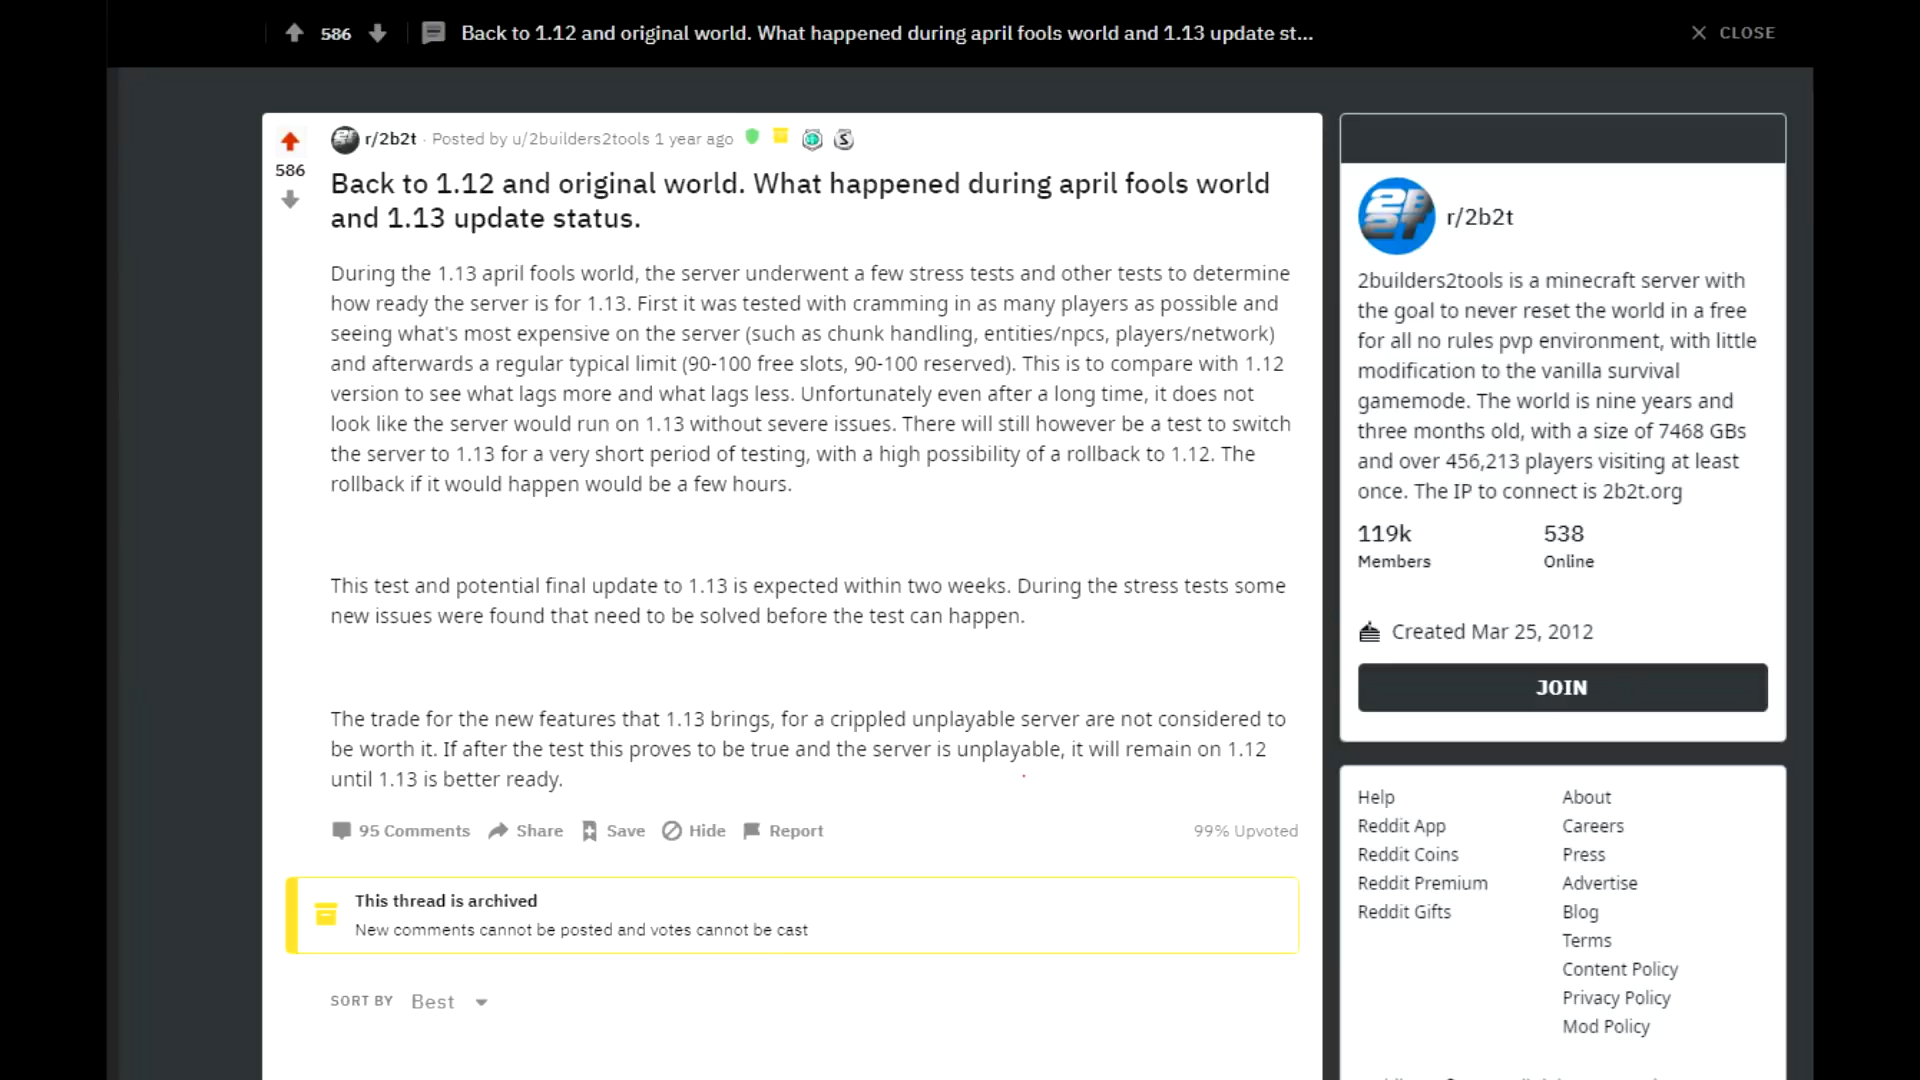 586 Back to 1.12 and original world. What happened during april fools world and 1.13 update st... CLOSE
r/2b2t · Posted by u/2builders2tools 1 year ago
586
Back to 1.12 and original world. What happened during april fools world
and 1.13 update status.
During the 1.13 april fools world, the server underwent a few stress tests and other tests to determine
how ready the server is for 1.13. First it was tested with cramming in as many players as possible and
seeing what's most expensive on the server (such as chunk handling, entities/npcs, players/network)
and afterwards a regular typical limit (90-100 free slots, 90-100 reserved). This is to compare with 1.12
version to see what lags more and what lags less. Unfortunately even after a long time, it does not
look like the server would run on 1.13 without severe issues. There will still however be a test to switch
the server to 1.13 for a very short period of testing, with a high possibility of a rollback to 1.12. The
rollback if it would happen would be a few hours.
This test and potential final update to 1.13 is expected within two weeks. During the stress tests some
new issues were found that need to be solved before the test can happen.
The trade for the new features that 1.13 brings, for a crippled unplayable server are not considered to
be worth it. If after the test this proves to be true and the server is unplayable, it will remain on 1.12
until 1.13 is better ready.
95 Comments Share Save Hide Report 99% Upvoted
This thread is archived
New comments cannot be posted and votes cannot be cast
SORT BY Best
2B2T
r/2b2t
2builders2tools is a minecraft server with
the goal to never reset the world in a free
for all no rules pvp environment, with little
modification to the vanilla survival
gamemode. The world is nine years and
three months old, with a size of 7468 GBs
and over 456,213 players visiting at least
once. The IP to connect is 2b2t.org
119k 538
Members Online
Created Mar 25, 2012
JOIN
Help About
Reddit App Careers
Reddit Coins Press
Reddit Premium Advertise
Reddit Gifts Blog
Terms
Content Policy
Privacy Policy
Mod Policy